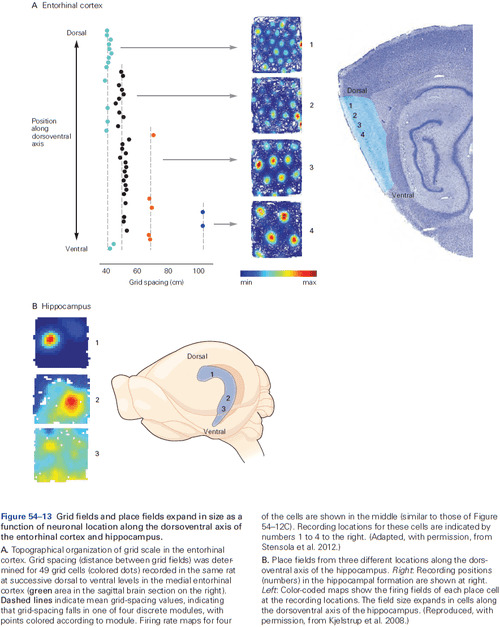 A Entorhinal cortex
Dorsal
Position
along
dorsoventral
axis
Ventral
40 60 80 100
Grid spacing (cm)
1
2
3
4
min max
Dorsal
1
2
3
4
Ventral
B Hippocampus
1
2
3
Dorsal
1
2
3
Ventral
Figure 54–13 Grid fields and place fields expand in size as a
function of neuronal location along the dorsoventral axis of
the entorhinal cortex and hippocampus.
A. Topographical organization of grid scale in the entorhinal
cortex. Grid spacing (distance between grid fields) was deter-
mined for 49 grid cells (colored dots) recorded in the same rat
at successive dorsal to ventral levels in the medial entorhinal
cortex (green area in the sagittal brain section on the right).
Dashed lines indicate mean grid-spacing values, indicating
that grid-spacing falls in one of four discrete modules, with
points colored according to module. Firing rate maps for four
of the cells are shown in the middle (similar to those of Figure
54–12C). Recording locations for these cells are indicated by
numbers 1 to 4 to the right. (Adapted, with permission, from
Stensola et al. 2012.)
B. Place fields from three different locations along the dors-
oventral axis of the hippocampus. Right: Recording positions
(numbers) in the hippocampal formation are shown at right.
Left: Color-coded maps show the firing fields of each place cell
at the recording locations. The field size expands in cells along
the dorsoventral axis of the hippocampus. (Reproduced, with
permission, from Kjelstrup et al. 2008.)